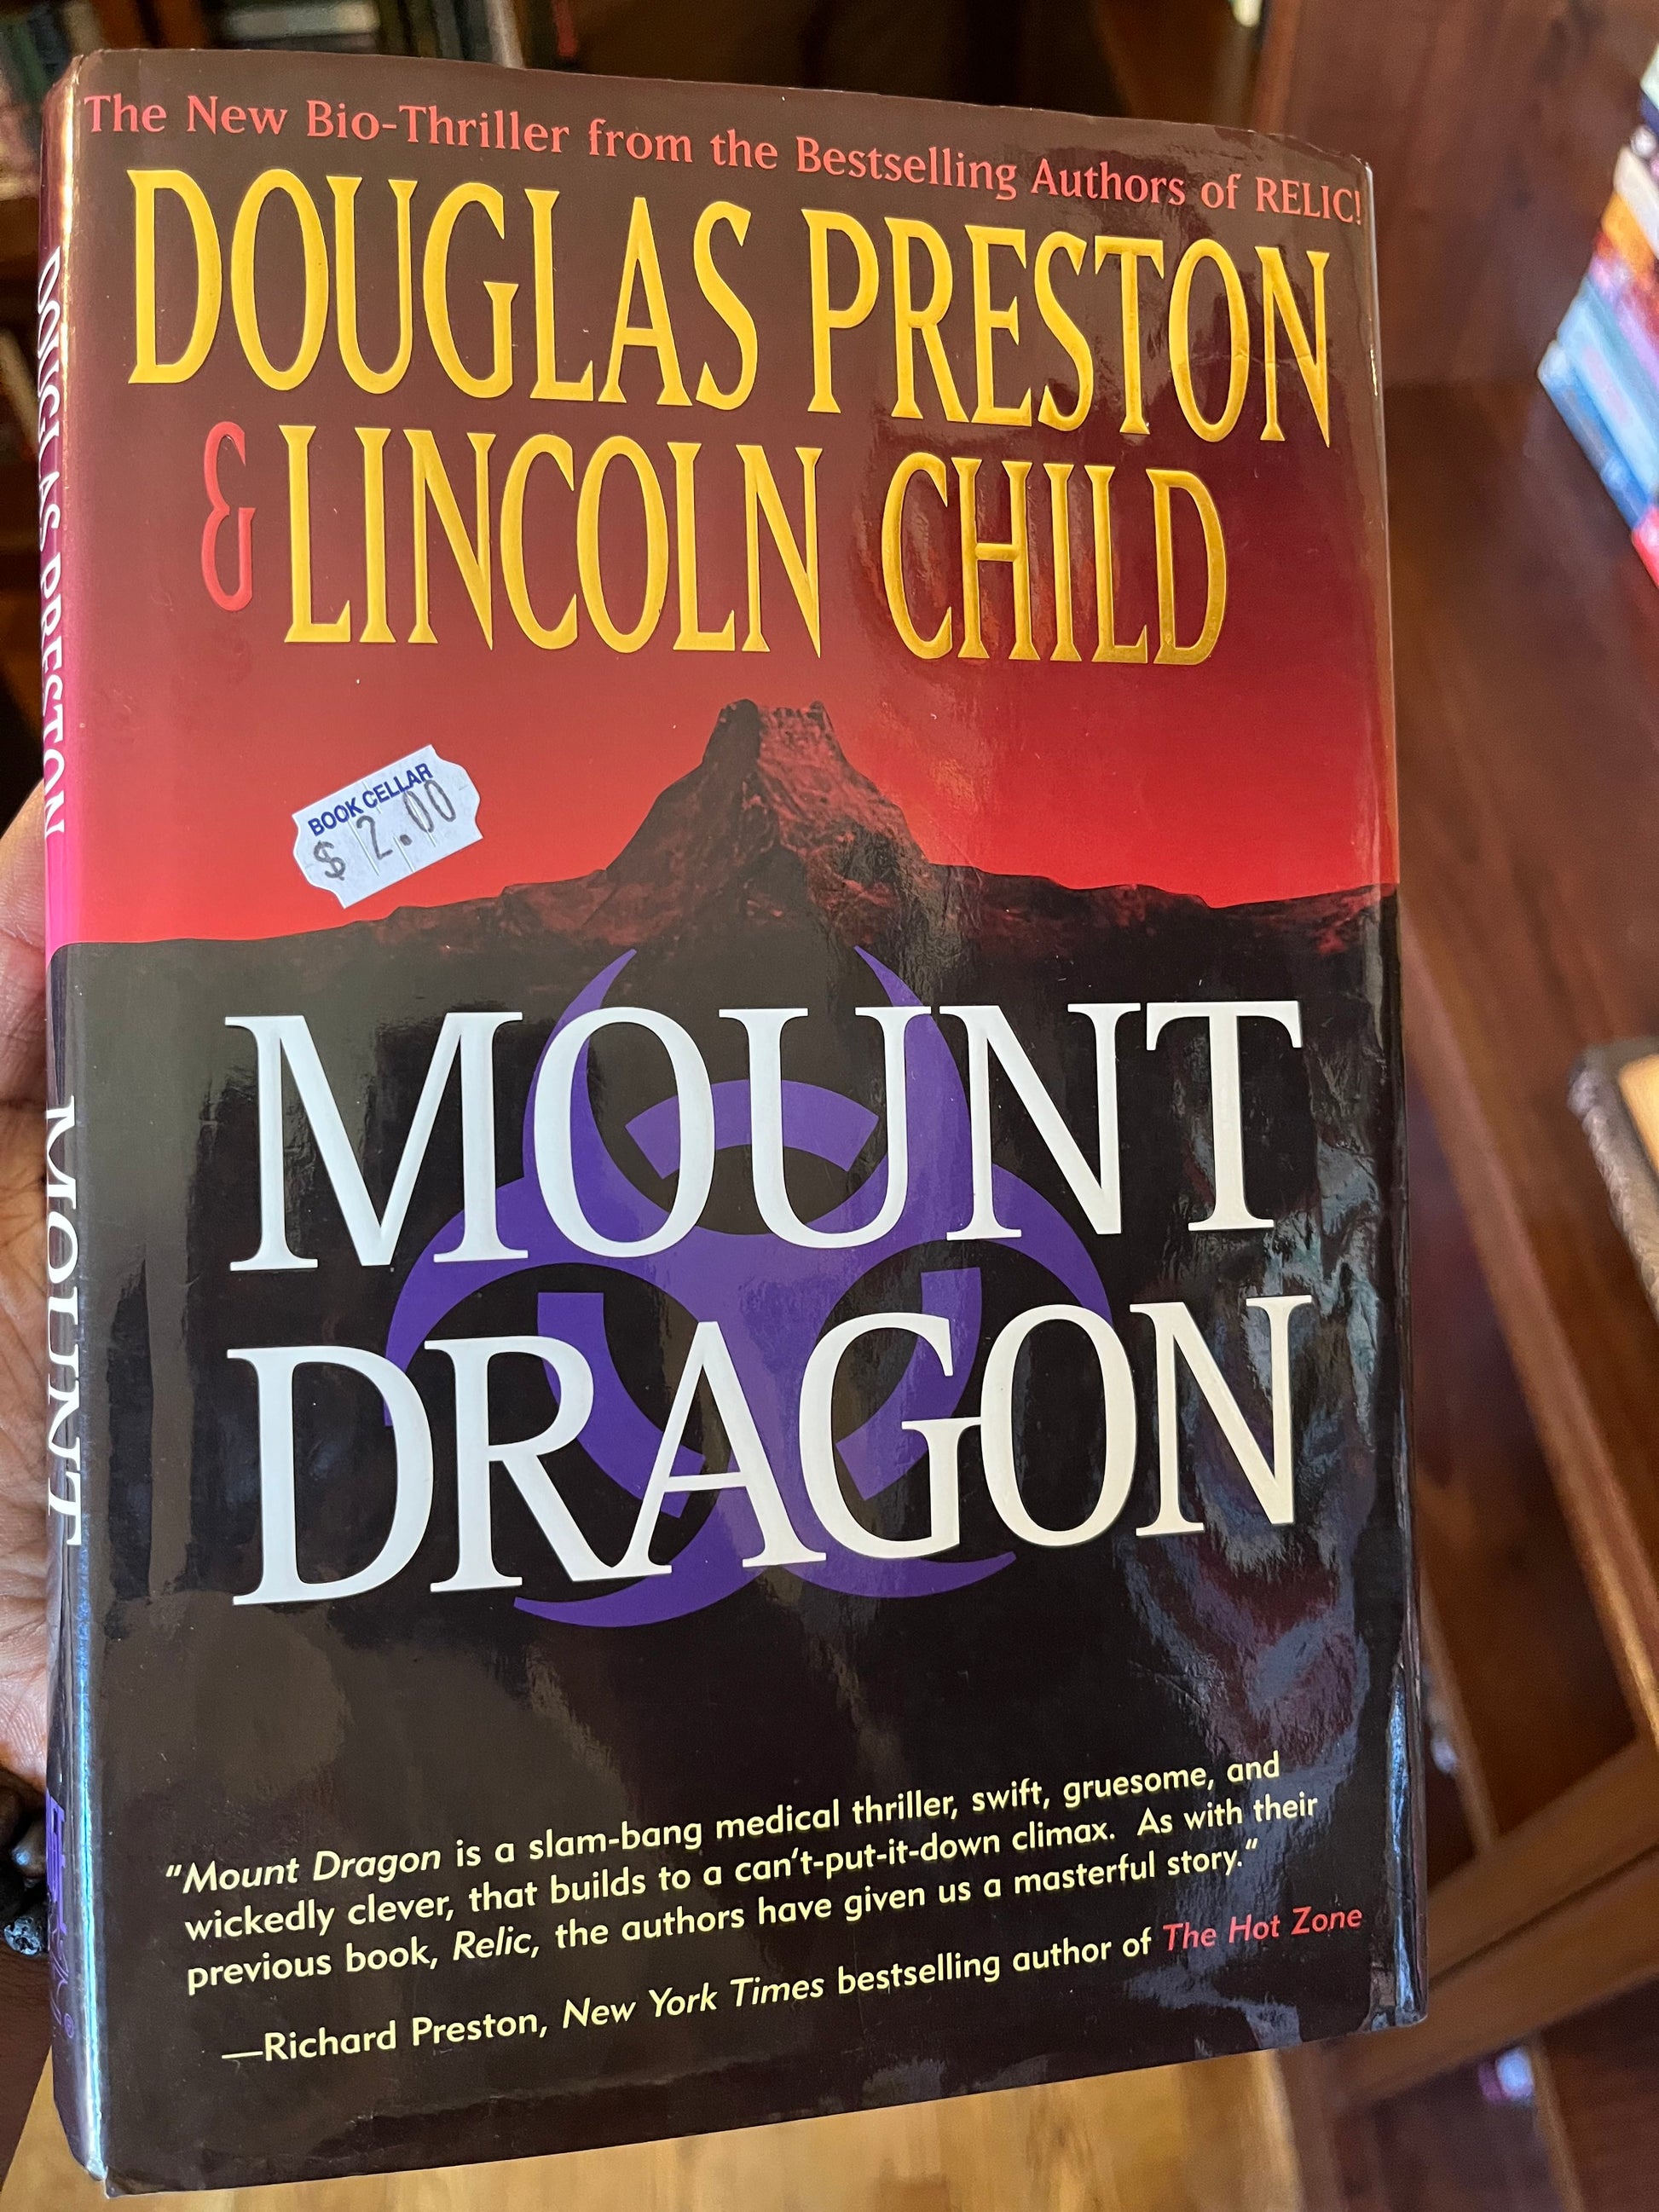 The New Bio-Thriller from the Bestselling Authors of RELIC!
DOUGLAS PRESTON
& LINCOLN CHILD
BOOK CELLAR
$ 2.00
MOUNT
DRAGON
"Mount Dragon is a slam-bang medical thriller, swift, gruesome, and
wickedly clever, that builds to a can't-put-it-down climax. As with their
previous book, Relic, the authors have given us a masterful story."
—Richard Preston, New York Times bestselling author of The Hot Zone
DOUGLAS PRESTON
MOUNT